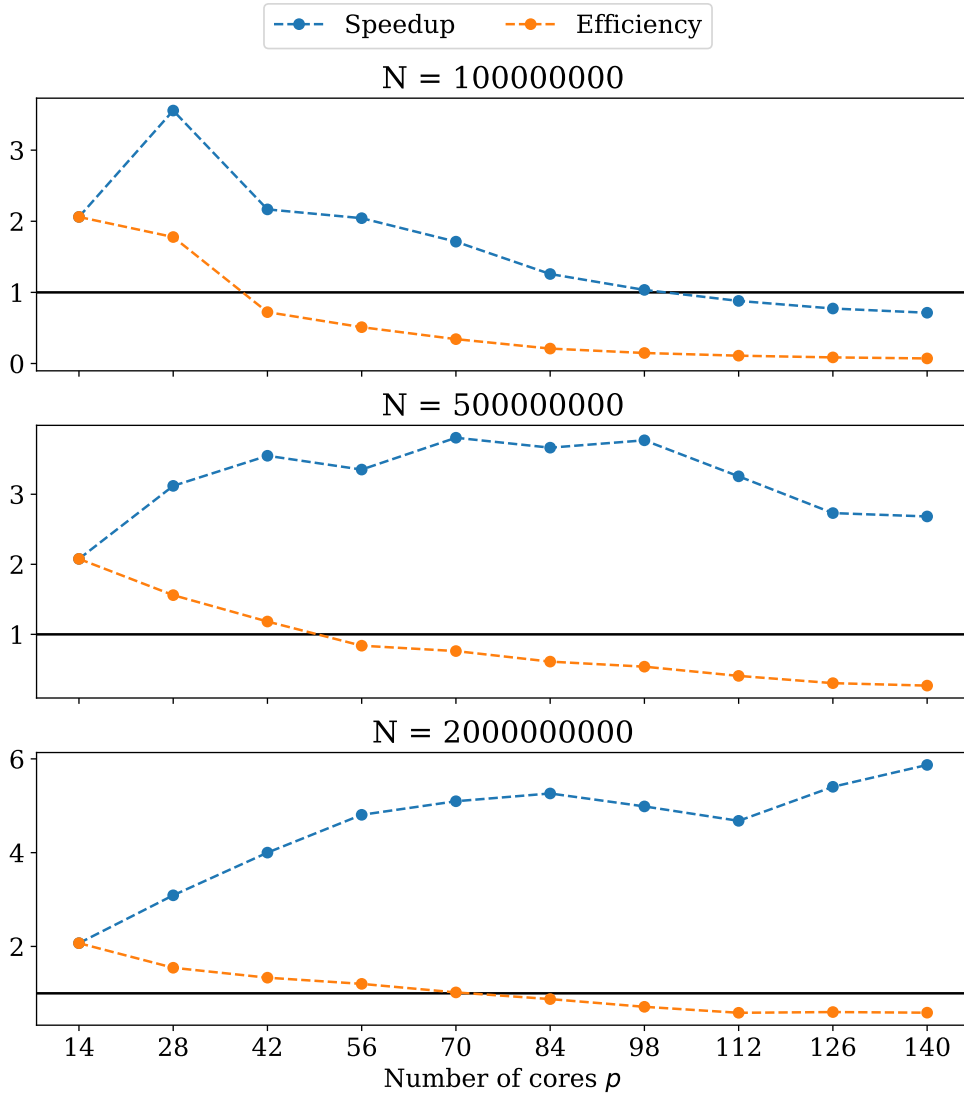 Speedup Efficiency
N = 100000000
3
2
1
0
N = 500000000
3
2
1
N = 2000000000
6
4
2
14 28 42 56 70 84 98 112 126 140
Number of cores p